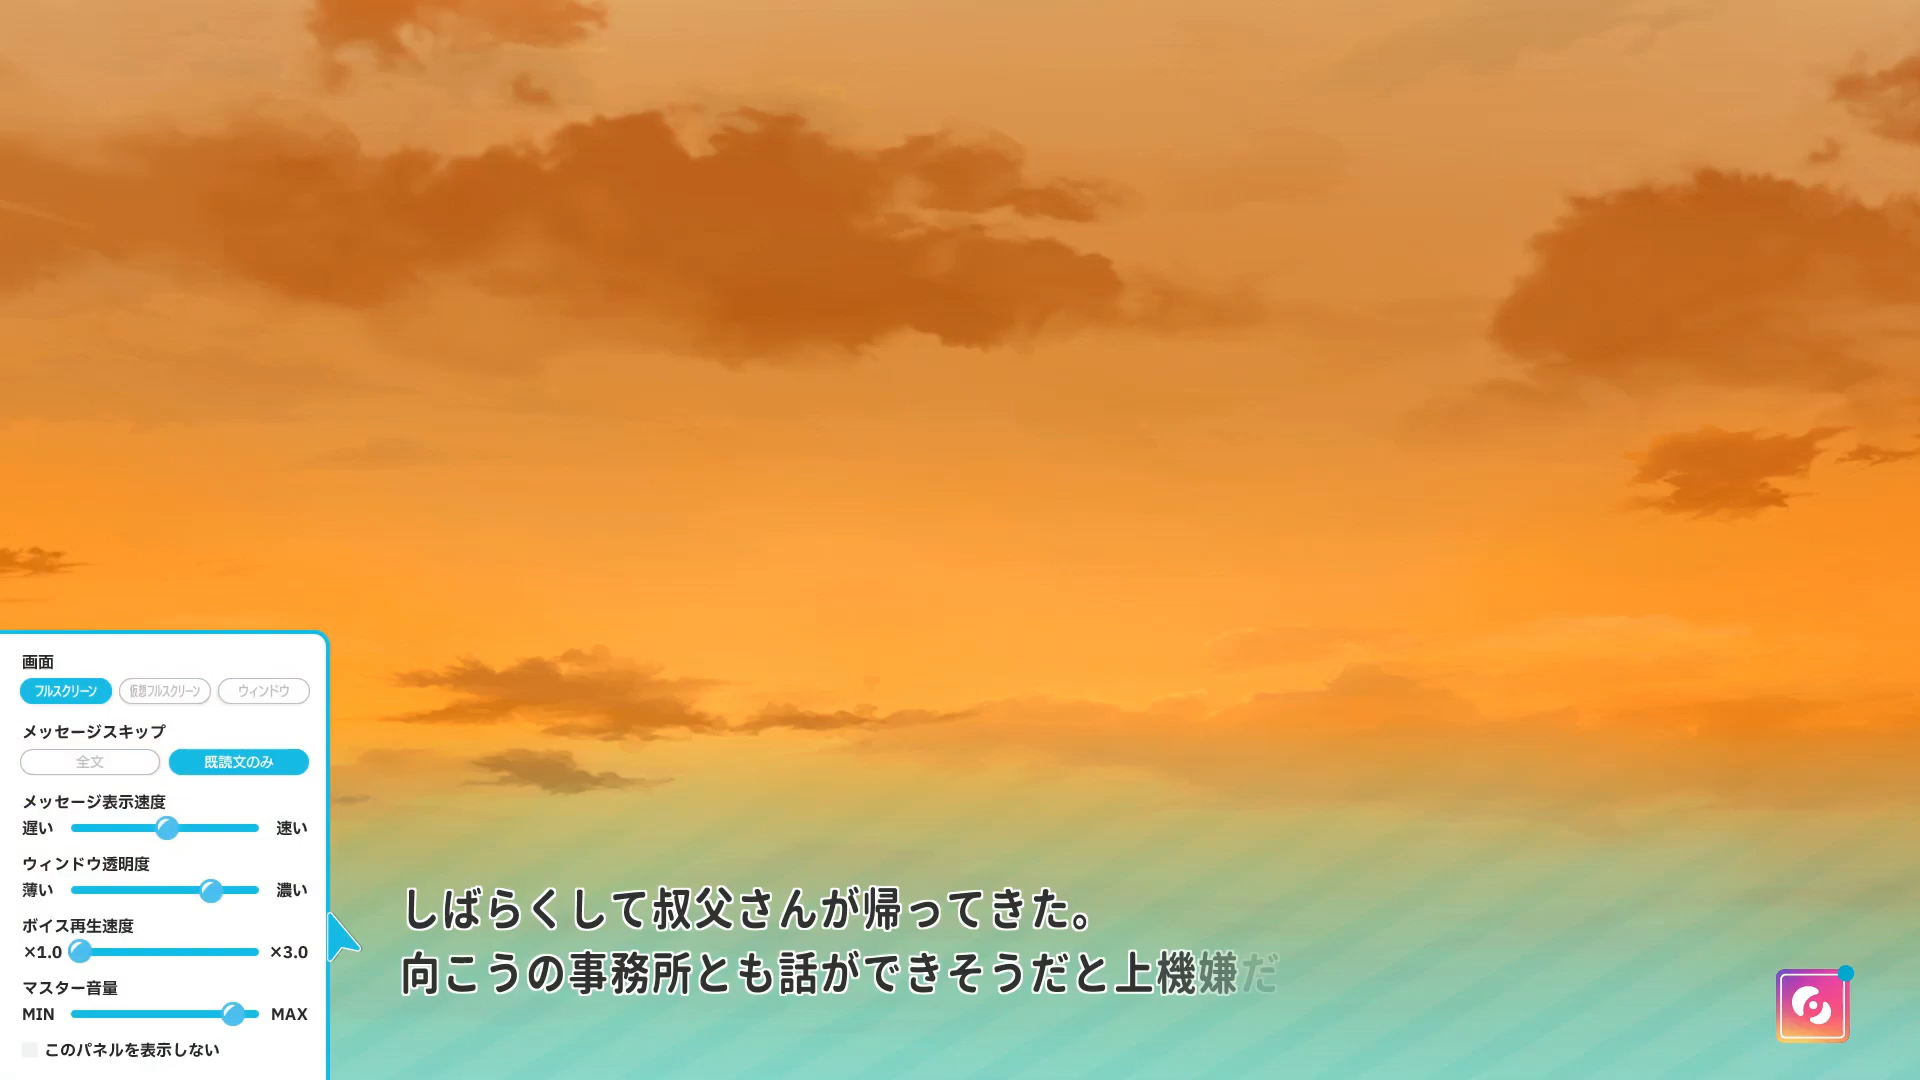 画面
フルスクリーン 仮想フルスクリーン ウィンドウ
メッセージスキップ
全文 既読文のみ
メッセージ表示速度
遅い 速い
ウィンドウ透明度
薄い 濃い
ボイス再生速度
×1.0 ×3.0
マスター音量
MIN MAX
このパネルを表示しない
しばらくして叔父さんが帰ってきた。
向こうの事務所とも話ができそうだと上機嫌だ